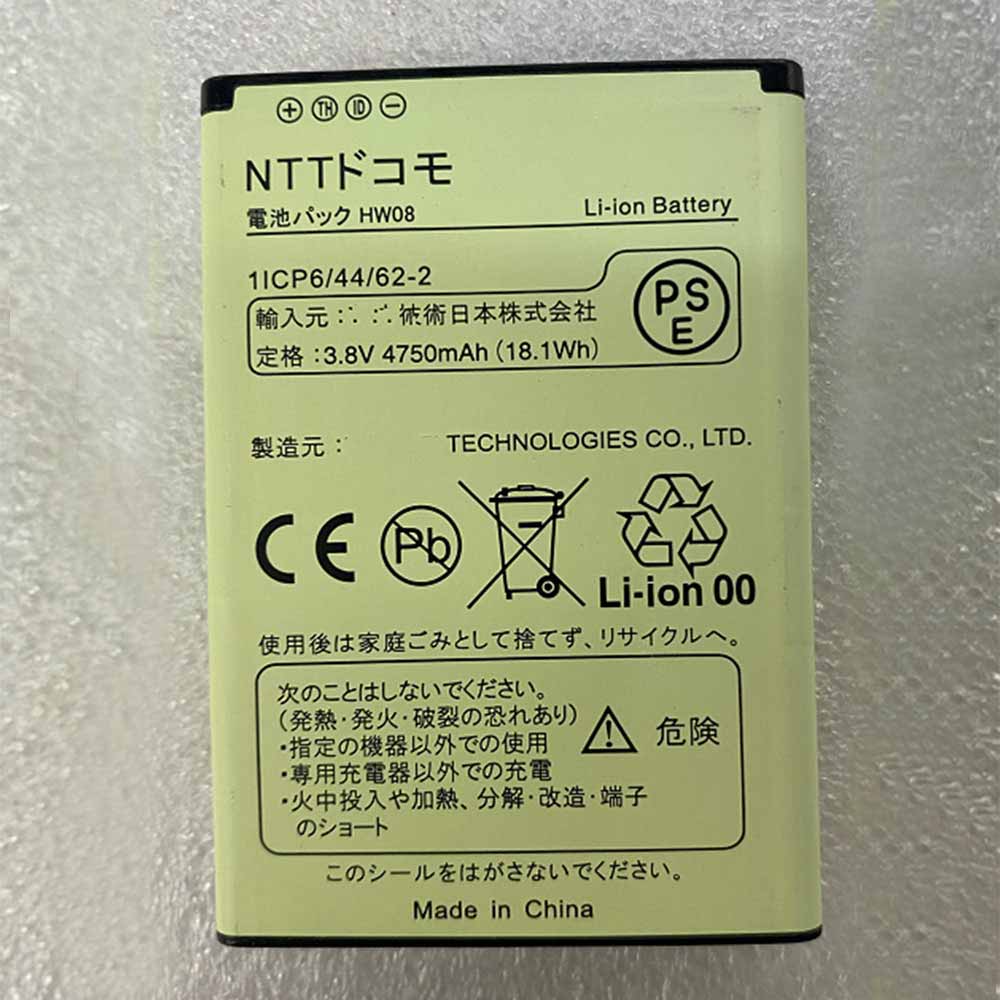 + TH ID −
NTTドコモ
電池パック HW08 Li-ion Battery
1ICP6/44/62-2
輸入元: 術術日本株式会社
定格:3.8V 4750mAh (18.1Wh)
PS
E
製造元: TECHNOLOGIES CO., LTD.
CE Pb
Li-ion 00
使用後は家庭ごみとして捨てず、リサイクルへ。
次のことはしないでください。
(発熱・発火・破裂の恐れあり)
・指定の機器以外での使用
・専用充電器以外での充電
・火中投入や加熱、分解・改造・端子
のショート
危険
このシールをはがさないでください。
Made in China